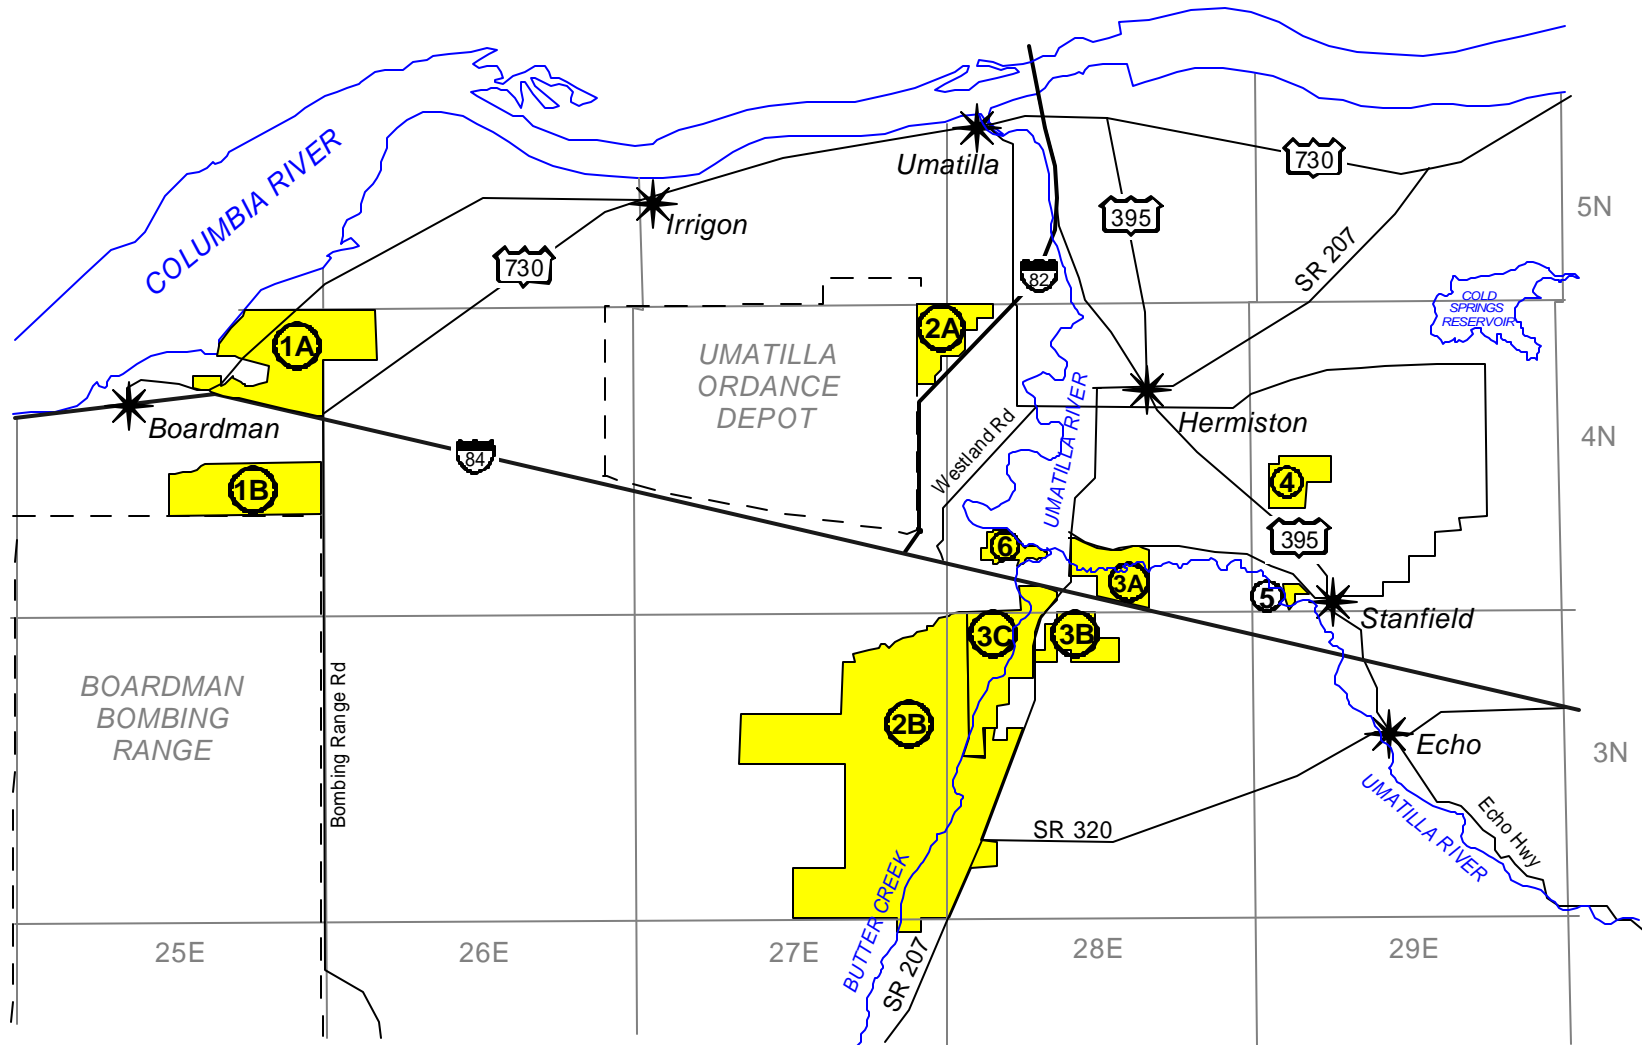 COLUMBIA RIVER
Umatilla
730
5N
395
Irrigon
SR 207
730
82
COLD
SPRINGS
RESERVOIR
1A
2A
UMATILLA
ORDANCE
DEPOT
UMATILLA RIVER
Boardman
Hermiston
4N
Westland Rd
84
1B
4
395
6
3A
5
Stanfield
3C
3B
BOARDMAN
BOMBING
RANGE
Bombing Range Rd
2B
Echo
3N
UMATILLA RIVER
Echo Hwy
SR 320
BUTTER CREEK
SR 207
25E
26E
27E
28E
29E